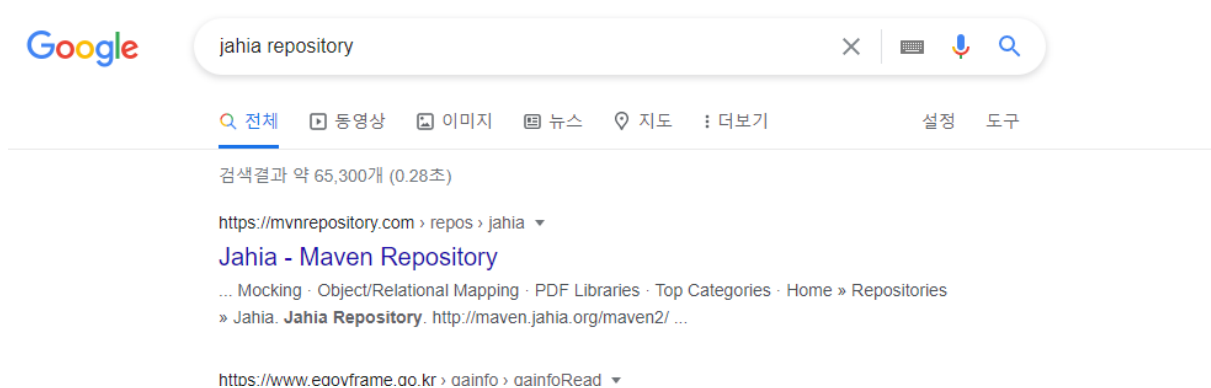 Google
jahia repository
전체 동영상 이미지 뉴스 지도 더보기 설정 도구
검색결과 약 65,300개 (0.28초)
https://mvnrepository.com › repos › jahia
Jahia - Maven Repository
... Mocking · Object/Relational Mapping · PDF Libraries · Top Categories · Home » Repositories
» Jahia. Jahia Repository. http://maven.jahia.org/maven2/ ...
https://www.egovframe.go.kr › qainfo › qainfoRead